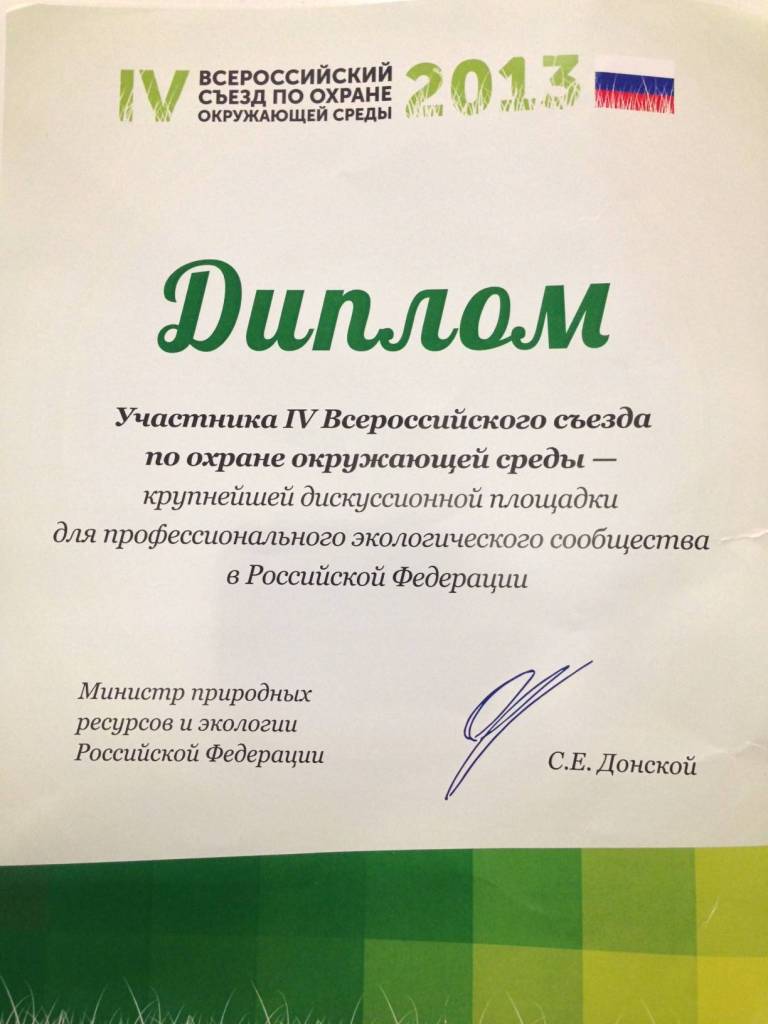 IV ВСЕРОССИЙСКИЙ
СЪЕЗД ПО ОХРАНЕ
ОКРУЖАЮЩЕЙ СРЕДЫ
2013
Диплом
Участника IV Всероссийского съезда
по охране окружающей среды —
крупнейшей дискуссионной площадки
для профессионального экологического сообщества
в Российской Федерации
Министр природных
ресурсов и экологии
Российской Федерации
С.Е. Донской